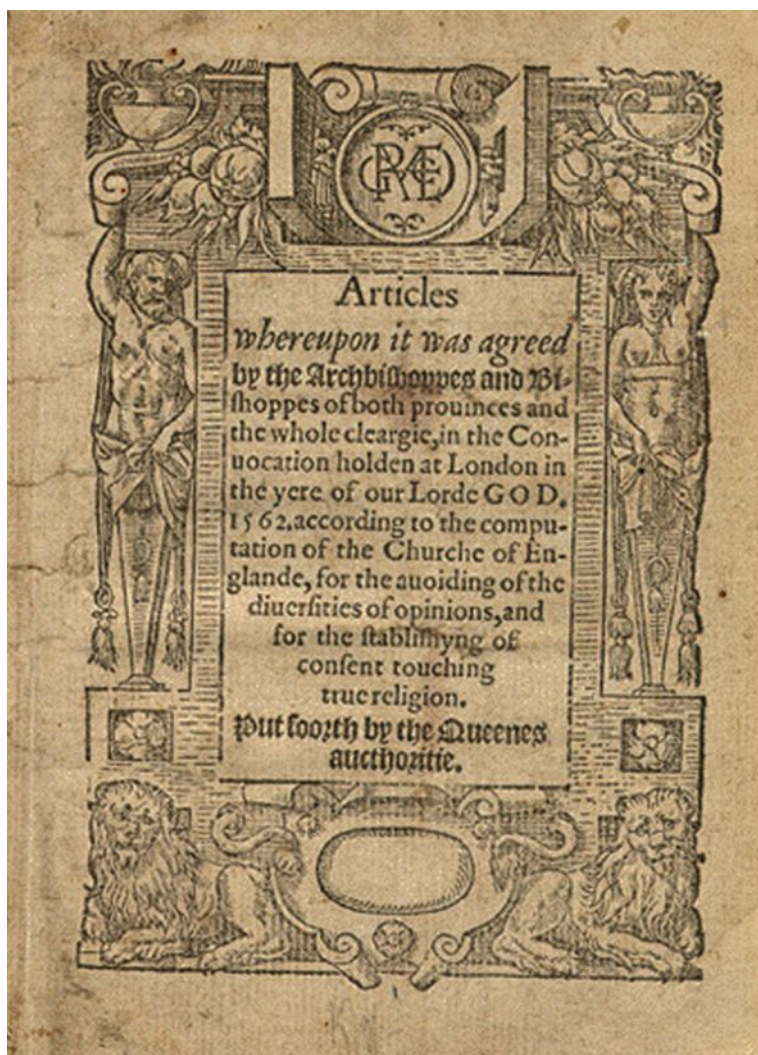 Articles
whereupon it was agreed
by the Archbiſhoppes and Bi-
ſhoppes of both prouinces and
the whole cleargie, in the Con-
uocation holden at London in
the yere of our Lorde GOD.
1562. according to the compu-
tation of the Churche of En-
glande, for the auoiding of the
diuerſities of opinions, and
for the ſtabliſhyng of
conſent touching
true religion.
Put foorth by the Queenes
aucthoritie.